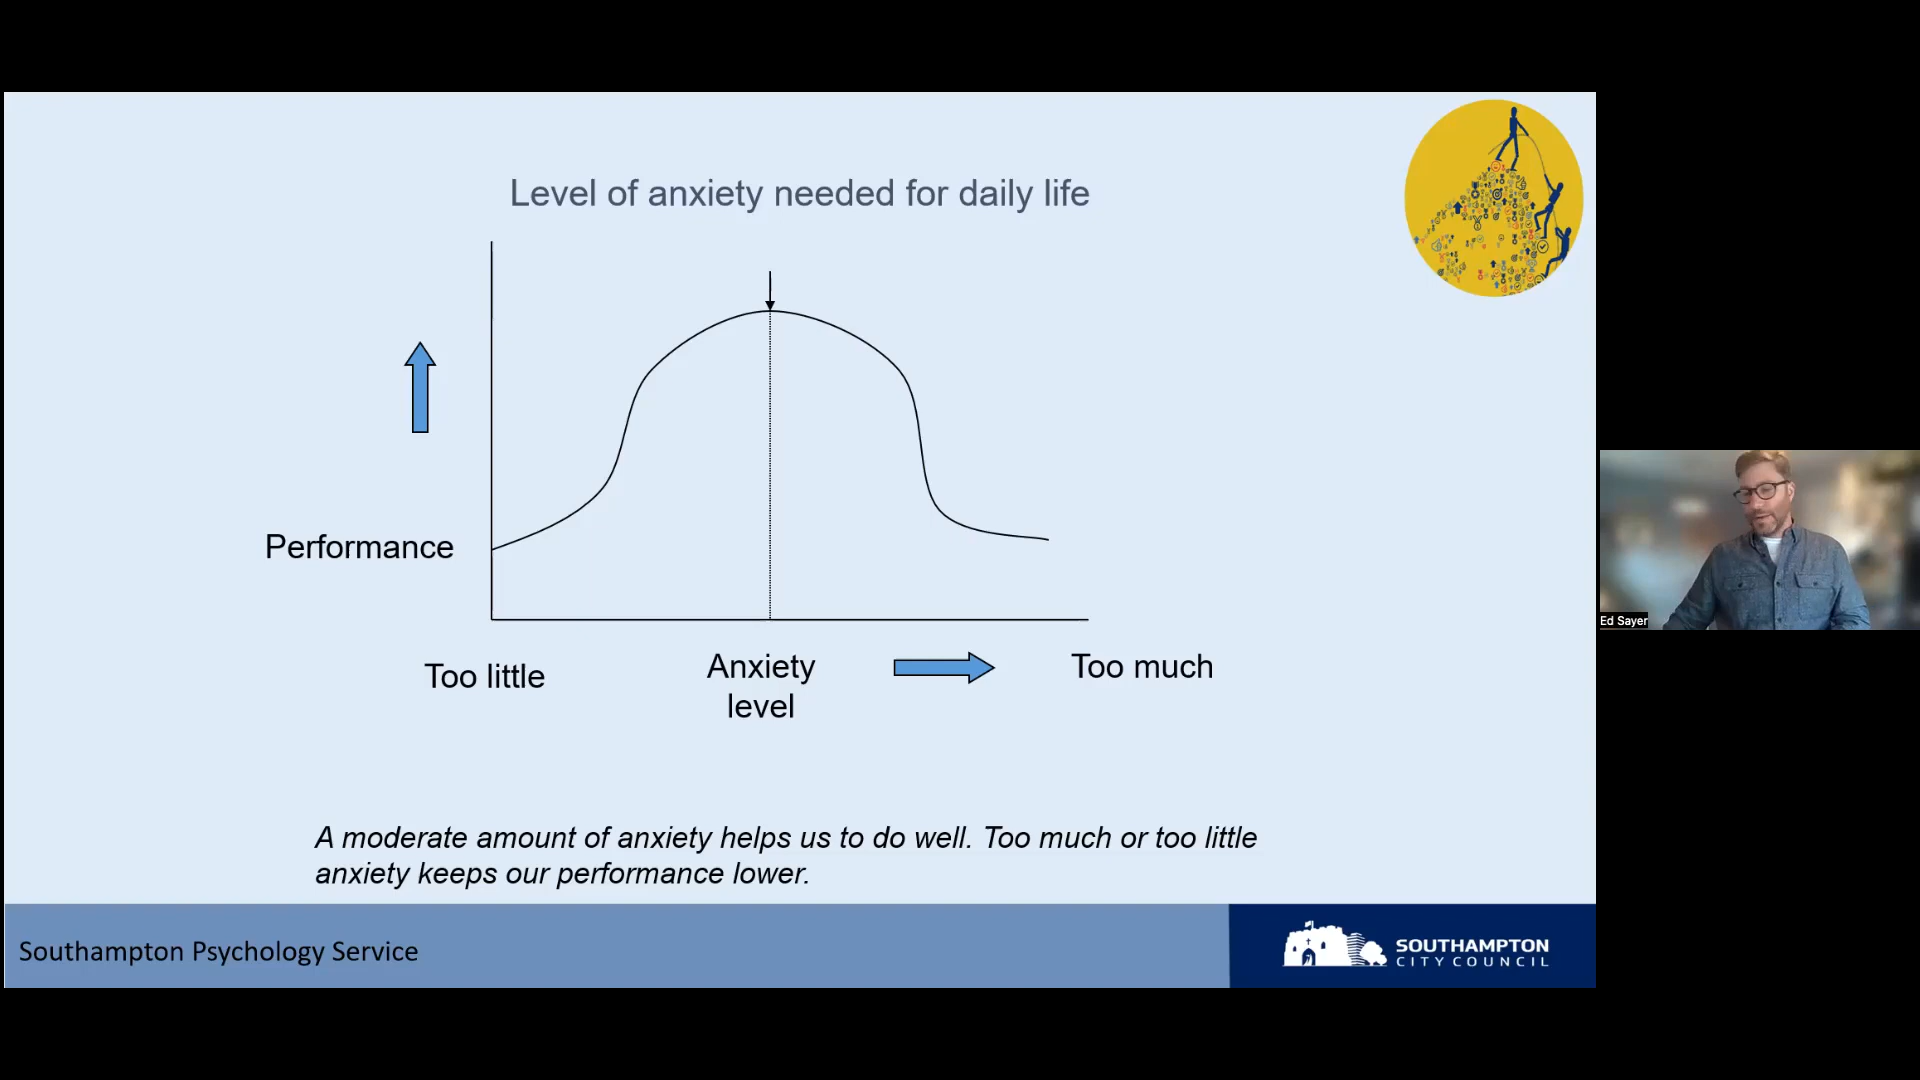 Level of anxiety needed for daily life
Performance
Too little
Anxiety
level
Too much
A moderate amount of anxiety helps us to do well. Too much or too little
anxiety keeps our performance lower.
Southampton Psychology Service
SOUTHAMPTON
CITY COUNCIL
Ed Sayer